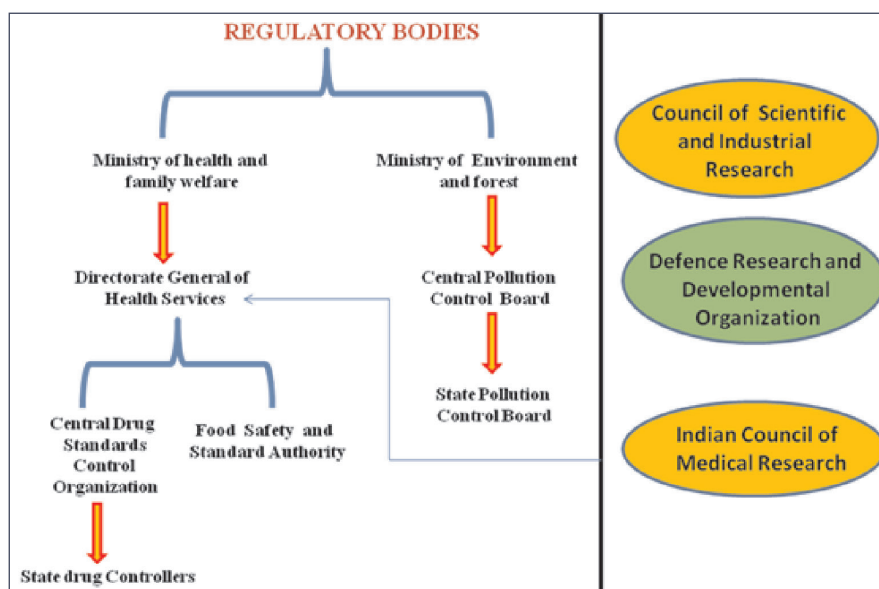 REGULATORY BODIES
Ministry of health and
family welfare
Ministry of Environment
and forest
Directorate General of
Health Services
Central Pollution
Control Board
State Pollution
Control Board
Central Drug
Standards
Control
Organization
Food Safety and
Standard Authority
State drug Controllers
Council of Scientific
and Industrial
Research
Defence Research and
Developmental
Organization
Indian Council of
Medical Research